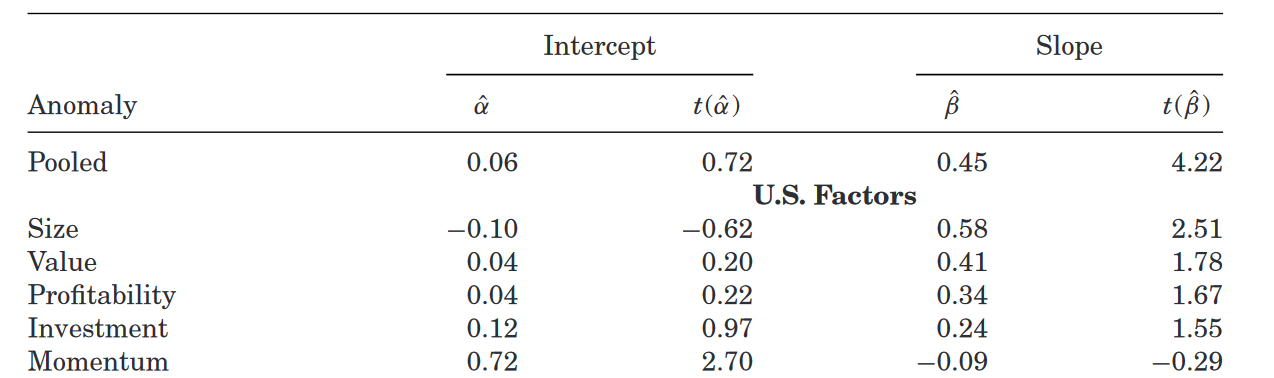 Intercept Slope
Anomaly α̂ t(α̂) β̂ t(β̂)
Pooled 0.06 0.72 0.45 4.22
U.S. Factors
Size −0.10 −0.62 0.58 2.51
Value 0.04 0.20 0.41 1.78
Profitability 0.04 0.22 0.34 1.67
Investment 0.12 0.97 0.24 1.55
Momentum 0.72 2.70 −0.09 −0.29